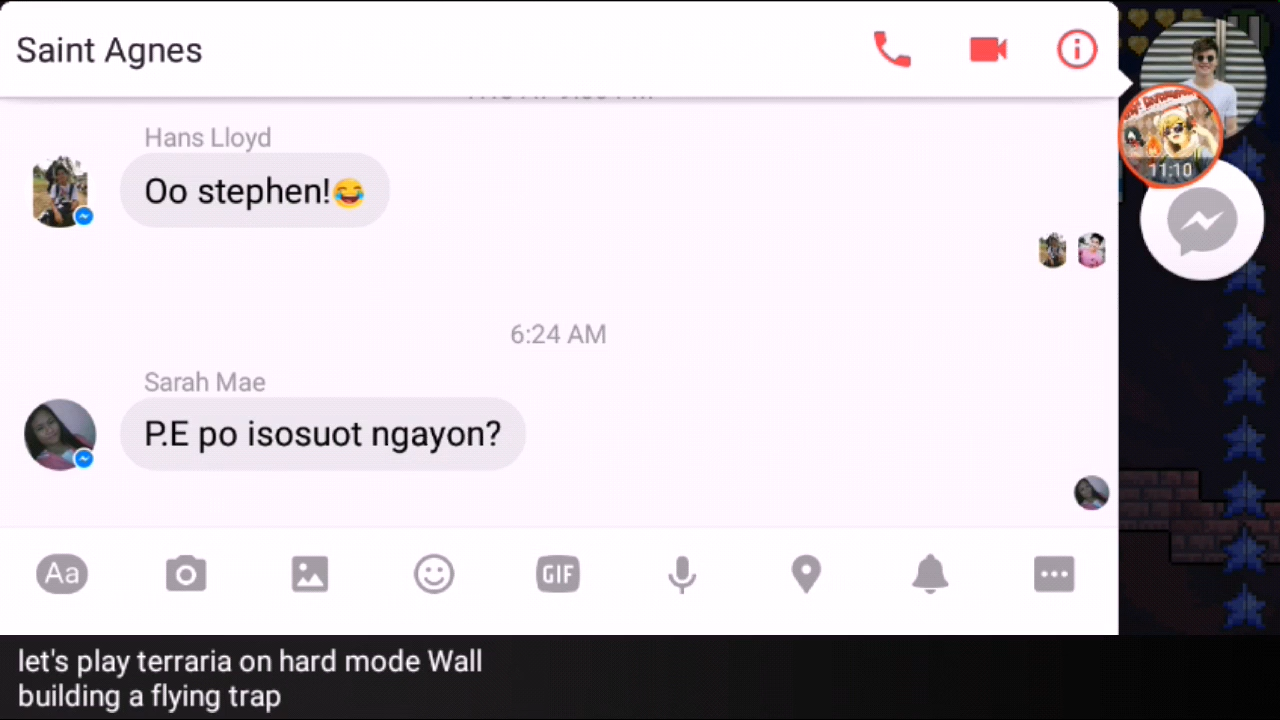 Saint Agnes
Hans Lloyd
Oo stephen!😂
6:24 AM
Sarah Mae
P.E po isosuot ngayon?
Aa
GIF
11:10
let's play terraria on hard mode Wall
building a flying trap